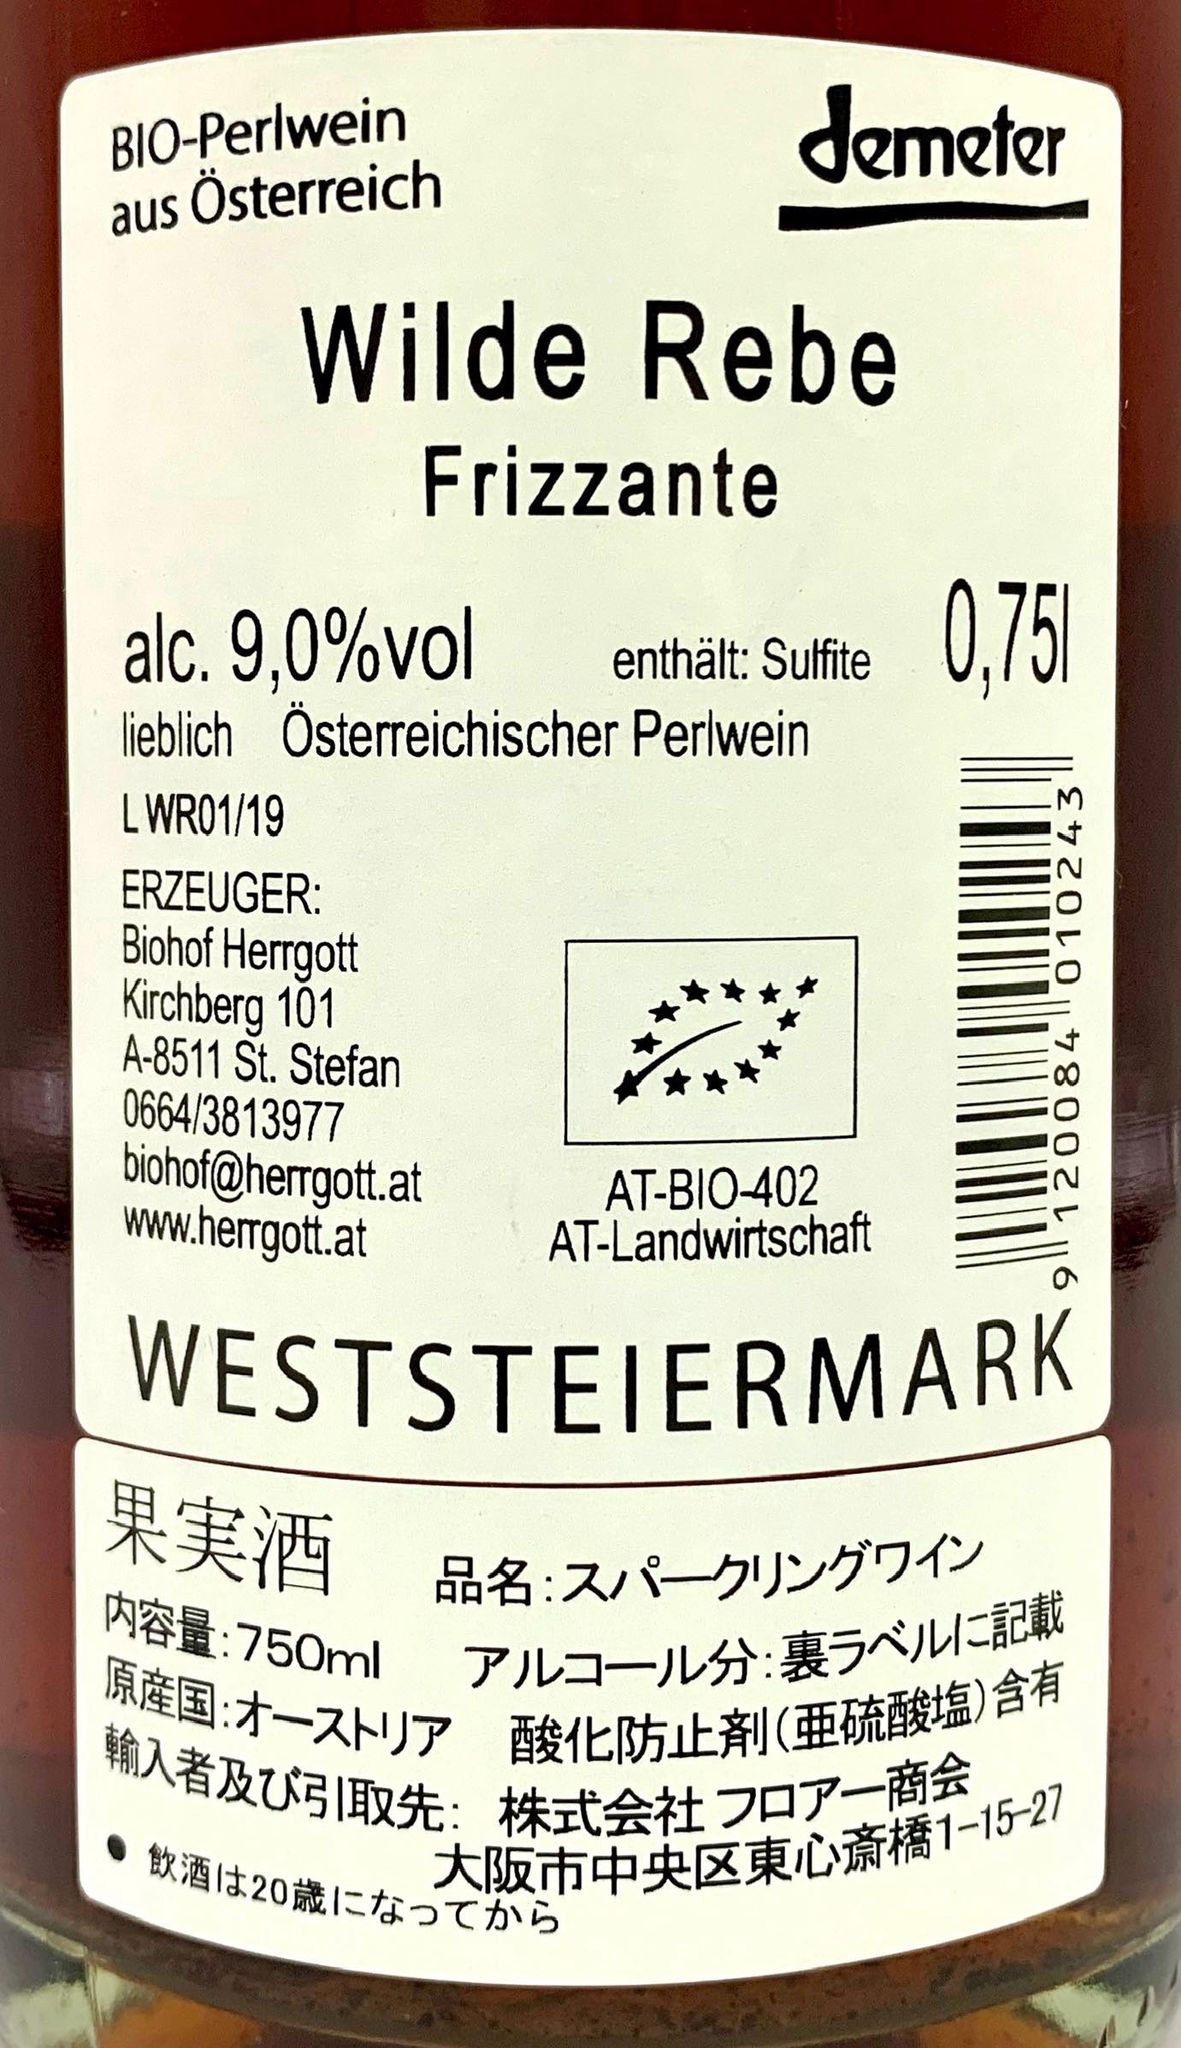 BIO-Perlwein
aus Österreich
demeter
Wilde Rebe
Frizzante
alc. 9,0%vol enthält: Sulfite 0,75l
lieblich Österreichischer Perlwein
L WR01/19
ERZEUGER:
Biohof Herrgott
Kirchberg 101
A-8511 St. Stefan
0664/3813977
biohof@herrgott.at
www.herrgott.at
AT-BIO-402
AT-Landwirtschaft
9 120084 010243
WESTSTEIERMARK
果実酒 品名:スパークリングワイン
内容量:750ml アルコール分:裏ラベルに記載
原産国:オーストリア 酸化防止剤(亜硫酸塩)含有
輸入者及び引取先: 株式会社 フロアー商会
大阪市中央区東心斎橋1-15-27
● 飲酒は20歳になってから